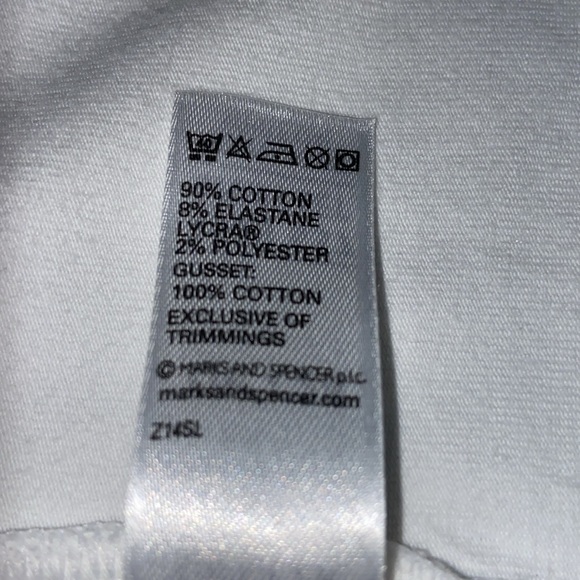 40
90% COTTON
8% ELASTANE
LYCRA®
2% POLYESTER
GUSSET:
100% COTTON
EXCLUSIVE OF
TRIMMINGS
© MARKS AND SPENCER p.l.c.
marksandspencer.com
Z14SL